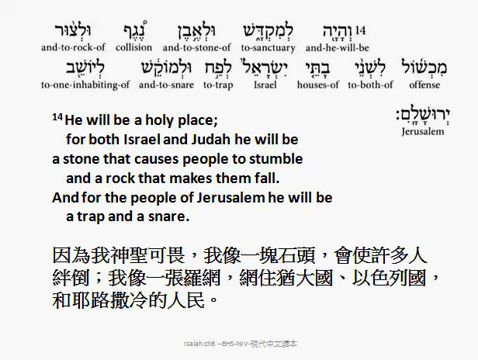 14 וְהָיָ֖ה לְמִקְדָּ֑שׁ וּלְאֶ֣בֶן נֶ֠גֶף וּלְצ֨וּר
and-he-will-be to-sanctuary and-to-stone-of collision and-to-rock-of
מִכְשׁ֜וֹל לִשְׁנֵ֨י בָתֵּ֤י יִשְׂרָאֵל֙ לְפַ֣ח וּלְמוֹקֵ֔שׁ לְיוֹשֵׁ֖ב
offense to-both-of houses-of Israel to-trap and-to-snare to-one-inhabiting-of
יְרוּשָׁלִָֽם׃
Jerusalem
14 He will be a holy place;
for both Israel and Judah he will be
a stone that causes people to stumble
and a rock that makes them fall.
And for the people of Jerusalem he will be
a trap and a snare.
因為我神聖可畏，我像一塊石頭，會使許多人
絆倒；我像一張羅網，網住猶大國、以色列國，
和耶路撒冷的人民。
Isaiah ch8 --BHS-NIV-現代中文譯本